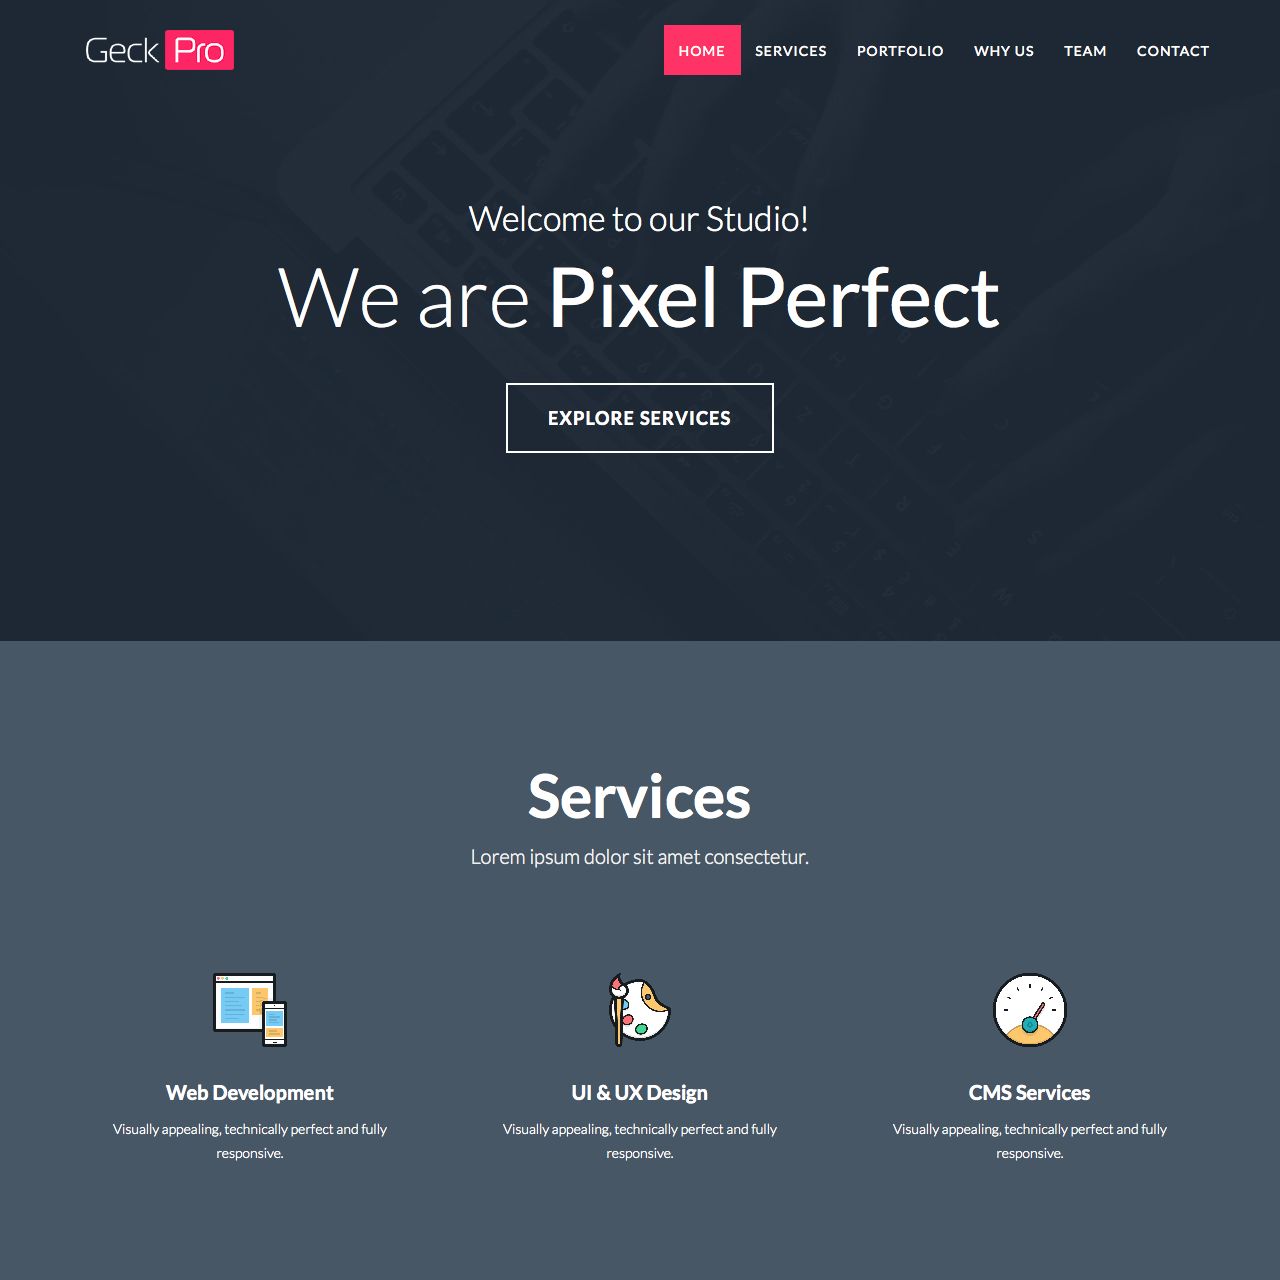 Geck Pro
HOME SERVICES PORTFOLIO WHY US TEAM CONTACT
Welcome to our Studio!
We are Pixel Perfect
EXPLORE SERVICES
Services
Lorem ipsum dolor sit amet consectetur.
Web Development
Visually appealing, technically perfect and fully
responsive.
UI & UX Design
Visually appealing, technically perfect and fully
responsive.
CMS Services
Visually appealing, technically perfect and fully
responsive.